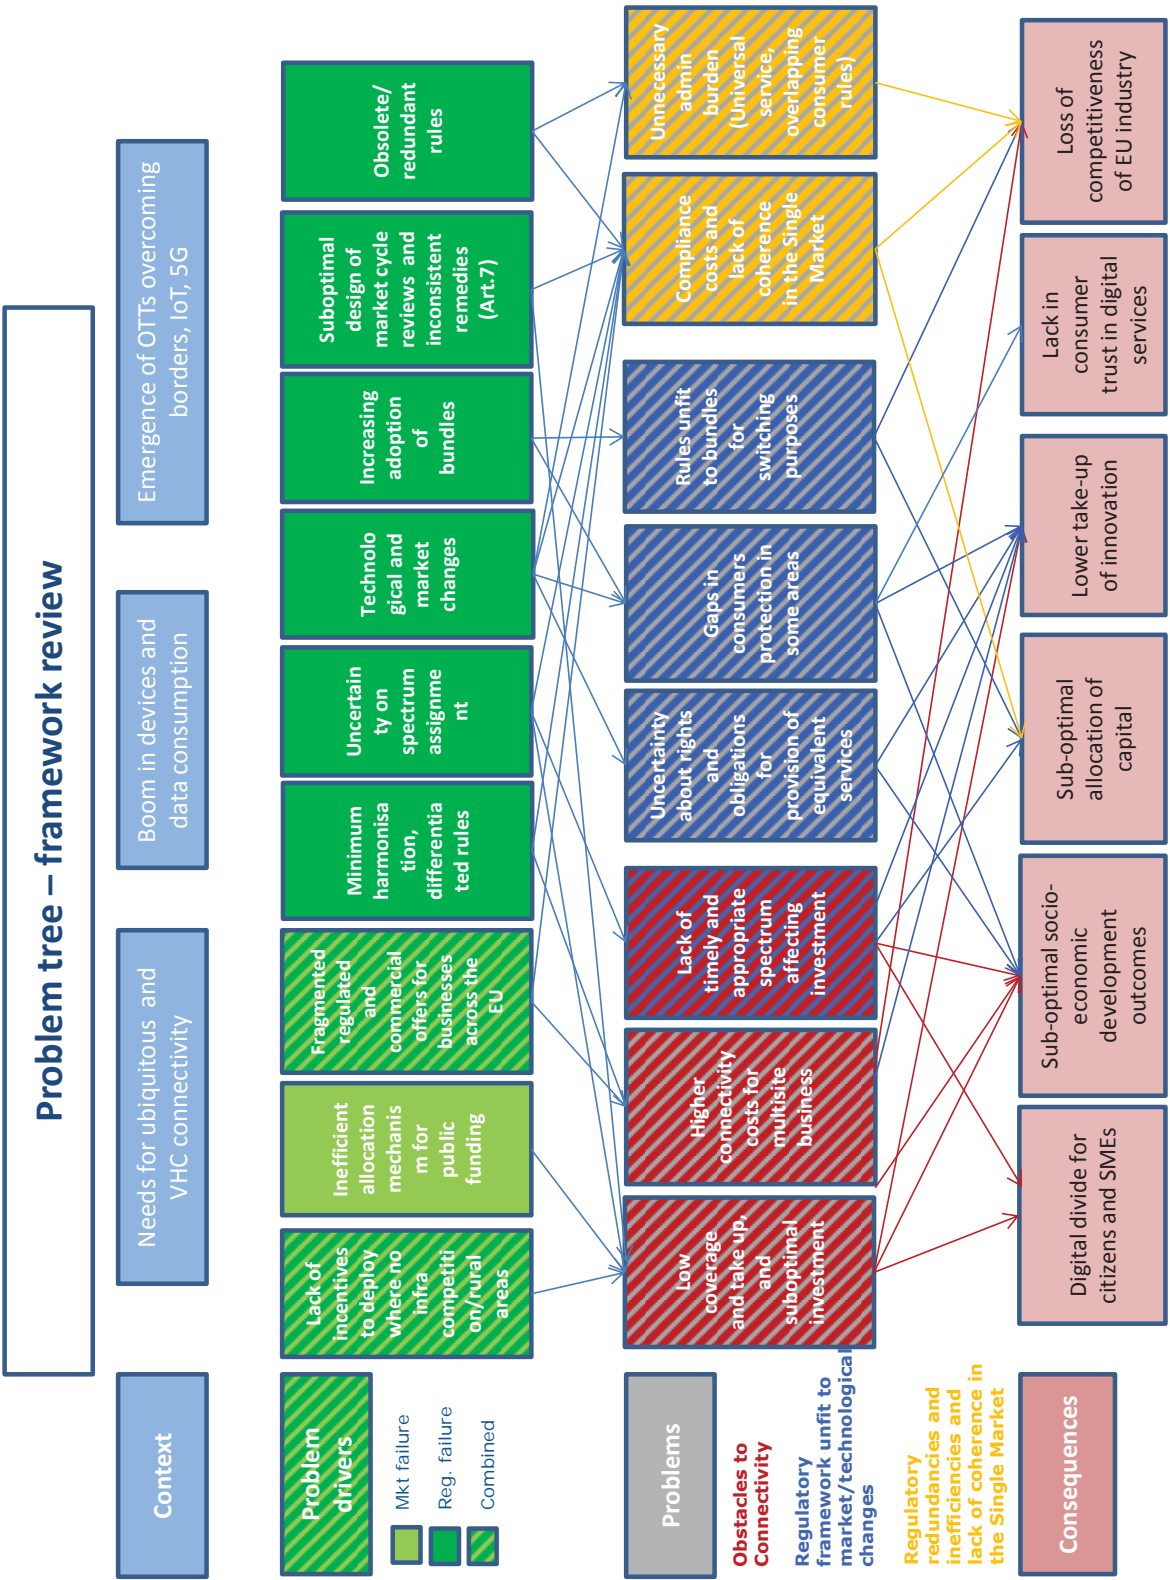 Problem tree – framework review
Context
Needs for ubiquitous and
VHC connectivity
Boom in devices and
data consumption
Emergence of OTTs overcoming
borders, IoT, 5G
Problem
drivers
Mkt failure
Reg. failure
Combined
Lack of
incentives
to deploy
where no
infra
competiti
on/rural
areas
Inefficient
allocation
mechanis
m for
public
funding
Fragmented
regulated
and
commercial
offers for
businesses
across the
EU
Minimum
harmonisa
tion,
differentia
ted rules
Uncertain
ty on
spectrum
assignme
nt
Technolo
gical and
market
changes
Increasing
adoption
of
bundles
Suboptimal
design of
market cycle
reviews and
inconsistent
remedies
(Art.7)
Obsolete/
redundant
rules
Problems
Obstacles to
Connectivity
Regulatory
framework unfit to
market/technological
changes
Regulatory
redundancies and
inefficiencies and
lack of coherence in
the Single Market
Low
coverage
and take up,
and
suboptimal
investment
Higher
connectivity
costs for
multisite
business
Lack of
timely and
appropriate
spectrum
affecting
investment
Uncertainty
about rights
and
obligations
for
provision of
equivalent
services
Gaps in
consumers
protection in
some areas
Rules unfit
to bundles
for
switching
purposes
Compliance
costs and
lack of
coherence
in the Single
Market
Unnecessary
admin
burden
(Universal
service,
overlapping
consumer
rules)
Consequences
Digital divide for
citizens and SMEs
Sub-optimal socio-
economic
development
outcomes
Sub-optimal
allocation of
capital
Lower take-up
of innovation
Lack in
consumer
trust in digital
services
Loss of
competitiveness
of EU industry